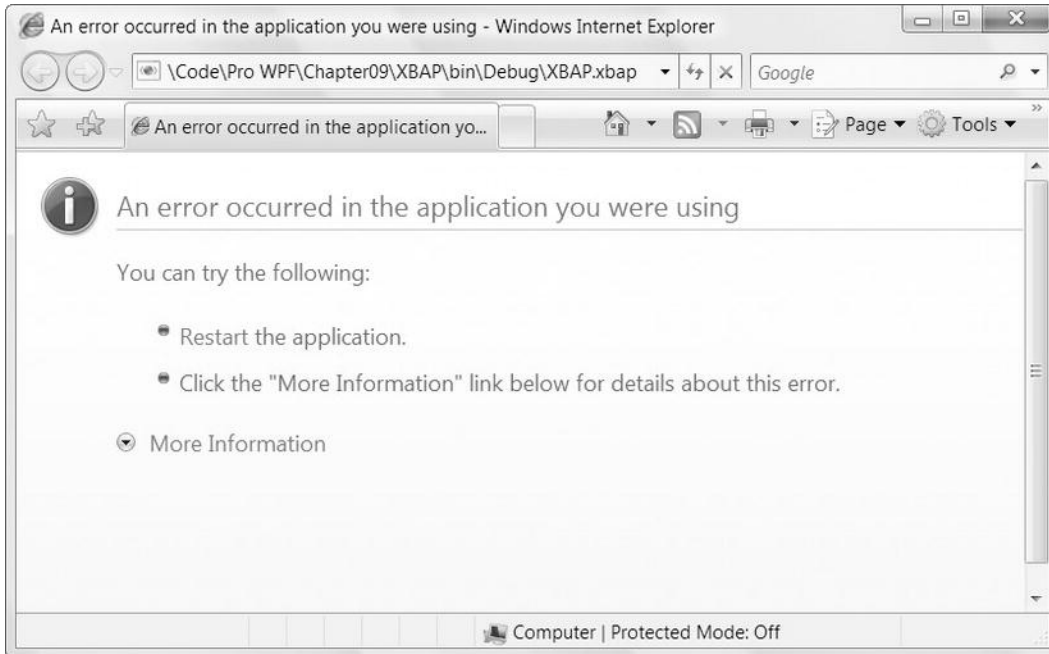 An error occurred in the application you were using - Windows Internet Explorer
\Code\Pro WPF\Chapter09\XBAP\bin\Debug\XBAP.xbap
Google
An error occurred in the application yo...
Page
Tools
An error occurred in the application you were using
You can try the following:
Restart the application.
Click the "More Information" link below for details about this error.
More Information
Computer | Protected Mode: Off